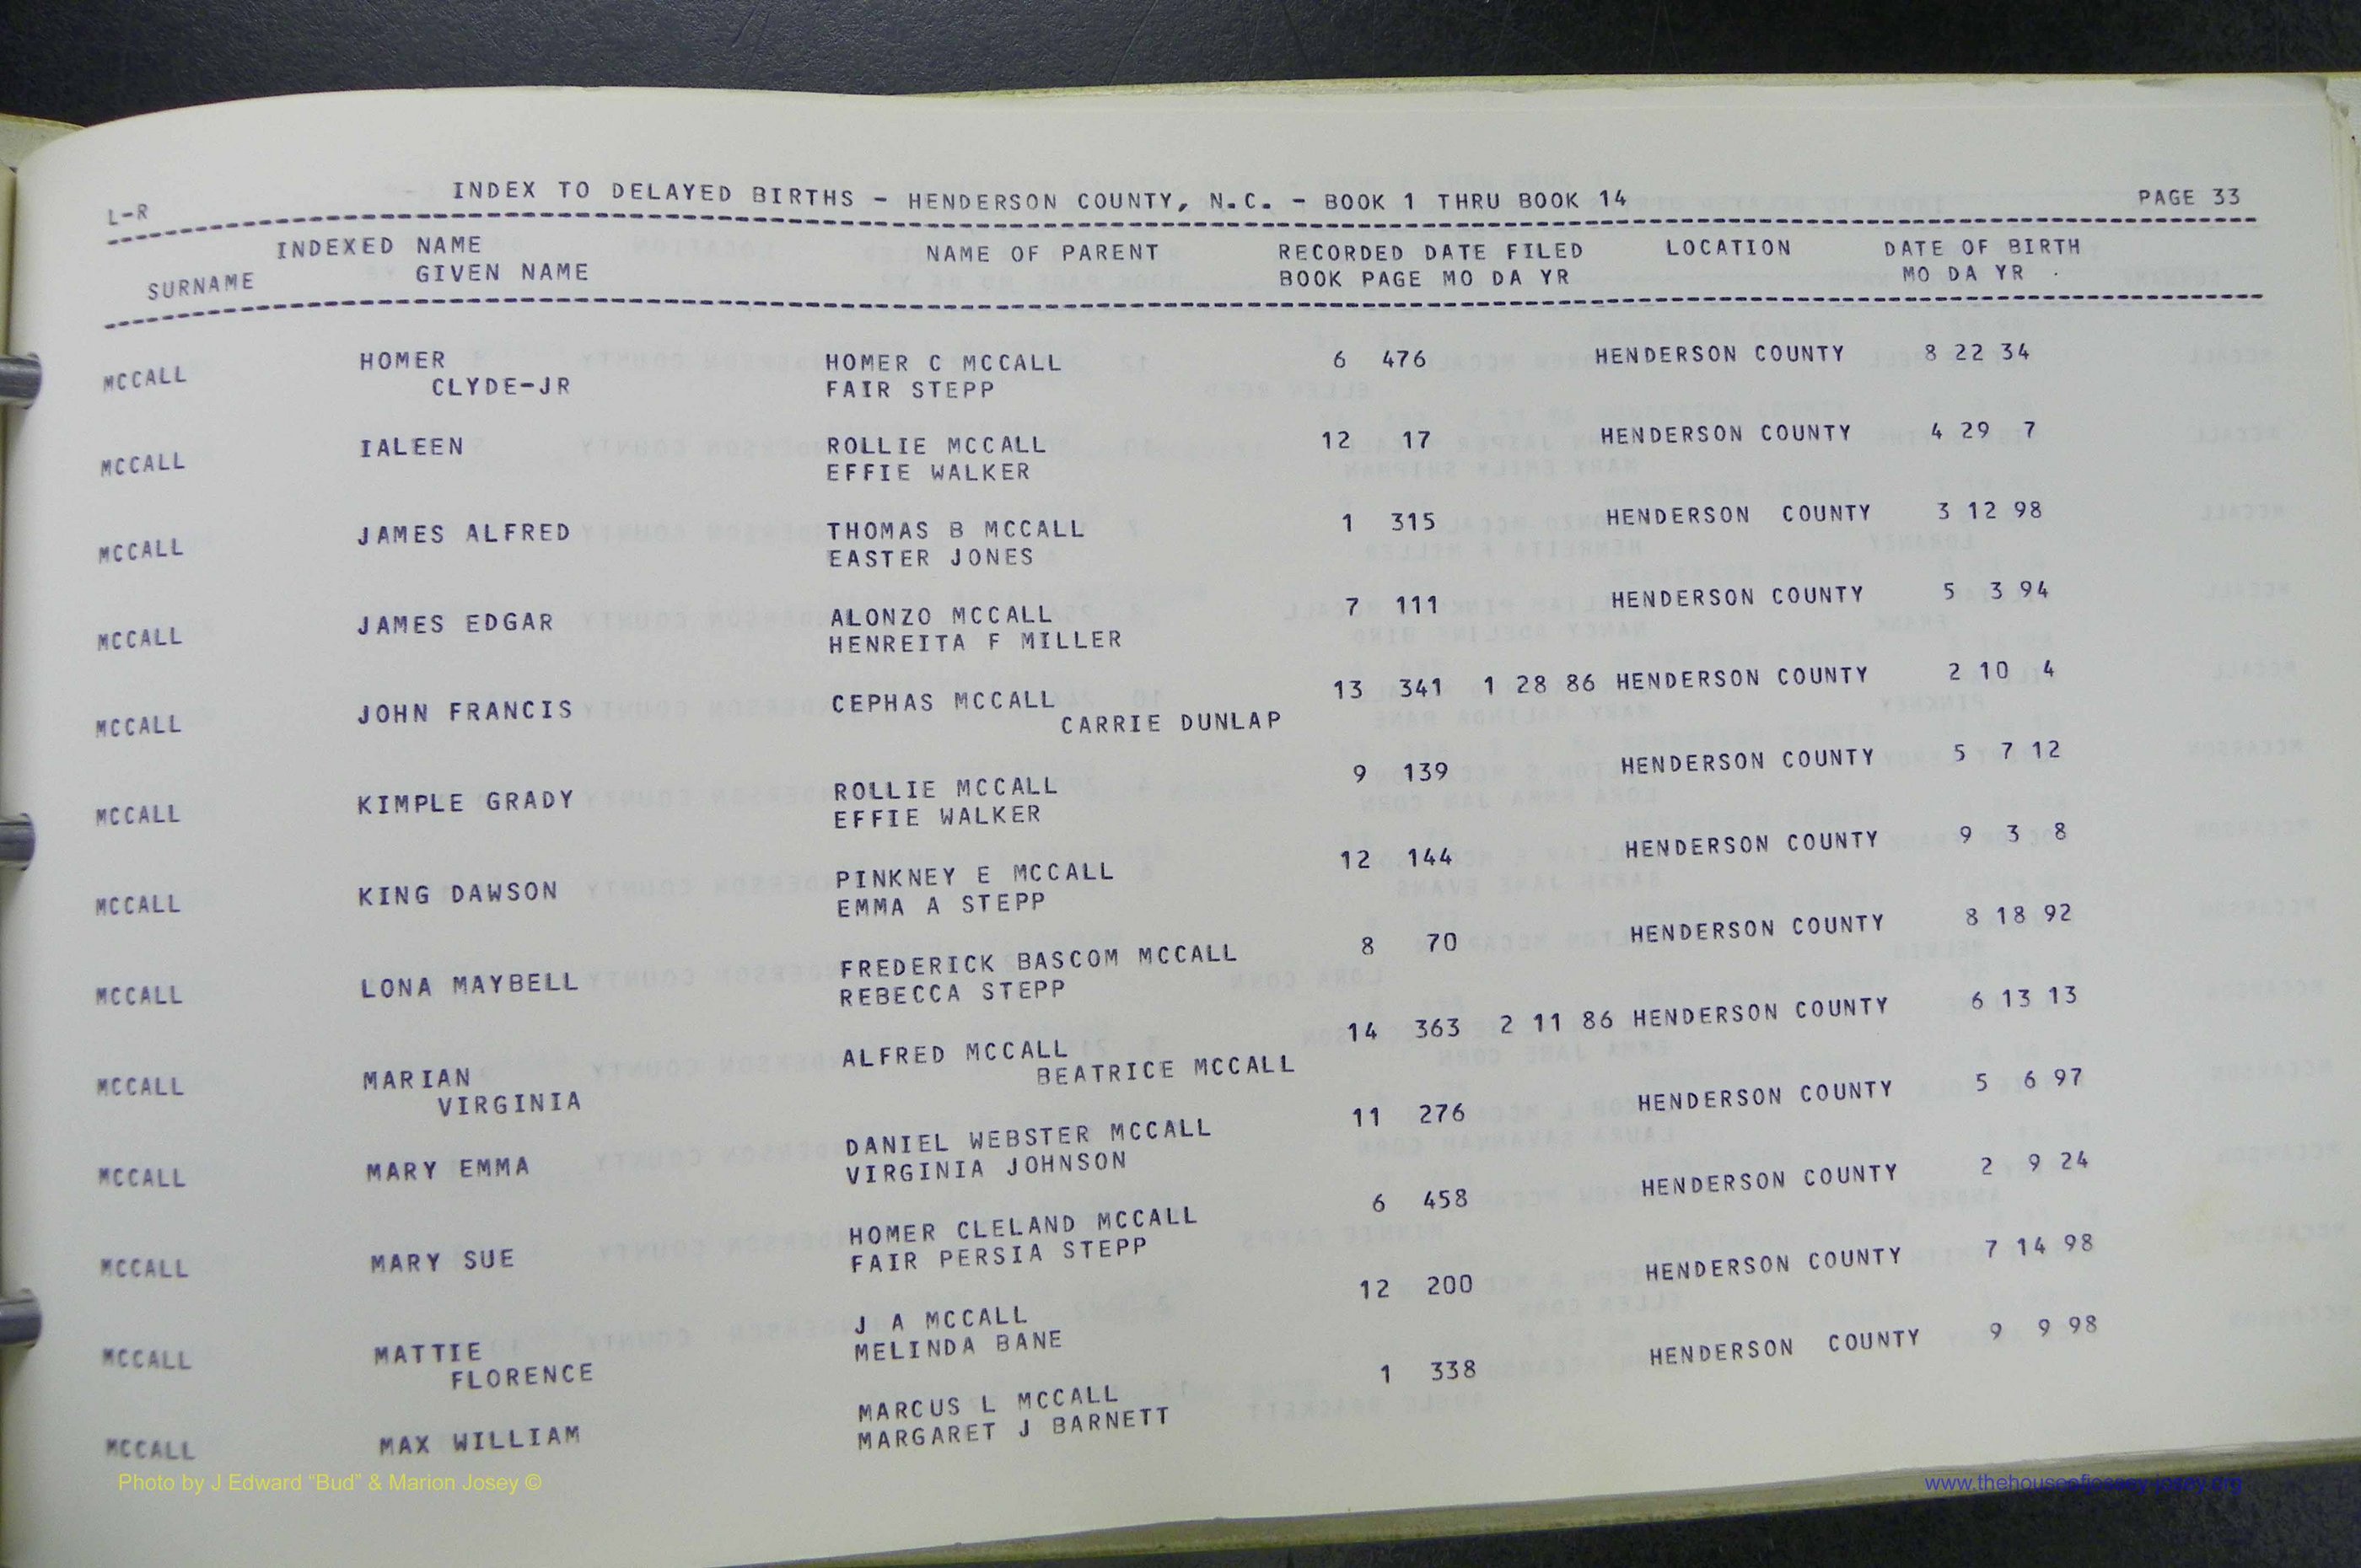 L-R INDEX TO DELAYED BIRTHS - HENDERSON COUNTY, N.C. - BOOK 1 THRU BOOK 14 PAGE 33
INDEXED NAME NAME OF PARENT RECORDED DATE FILED LOCATION DATE OF BIRTH
SURNAME GIVEN NAME BOOK PAGE MO DA YR MO DA YR
MCCALL HOMER HOMER C MCCALL 6 476 HENDERSON COUNTY 8 22 34
CLYDE-JR FAIR STEPP
MCCALL IALEEN ROLLIE MCCALL 12 17 HENDERSON COUNTY 4 29 7
EFFIE WALKER
MCCALL JAMES ALFRED THOMAS B MCCALL 1 315 HENDERSON COUNTY 3 12 98
EASTER JONES
MCCALL JAMES EDGAR ALONZO MCCALL 7 111 HENDERSON COUNTY 5 3 94
HENREITA F MILLER
MCCALL JOHN FRANCIS CEPHAS MCCALL 13 341 1 28 86 HENDERSON COUNTY 2 10 4
CARRIE DUNLAP
MCCALL KIMPLE GRADY ROLLIE MCCALL 9 139 HENDERSON COUNTY 5 7 12
EFFIE WALKER
MCCALL KING DAWSON PINKNEY E MCCALL 12 144 HENDERSON COUNTY 9 3 8
EMMA A STEPP
MCCALL LONA MAYBELL FREDERICK BASCOM MCCALL 8 70 HENDERSON COUNTY 8 18 92
REBECCA STEPP
MCCALL MARIAN ALFRED MCCALL 14 363 2 11 86 HENDERSON COUNTY 6 13 13
VIRGINIA BEATRICE MCCALL
MCCALL MARY EMMA DANIEL WEBSTER MCCALL 11 276 HENDERSON COUNTY 5 6 97
VIRGINIA JOHNSON
MCCALL MARY SUE HOMER CLELAND MCCALL 6 458 HENDERSON COUNTY 2 9 24
FAIR PERSIA STEPP
MCCALL MATTIE J A MCCALL 12 200 HENDERSON COUNTY 7 14 98
FLORENCE MELINDA BANE
MCCALL MAX WILLIAM MARCUS L MCCALL 1 338 HENDERSON COUNTY 9 9 98
MARGARET J BARNETT
Photo by J Edward “Bud” & Marion Josey © www.thehouseofjossey-josey.org